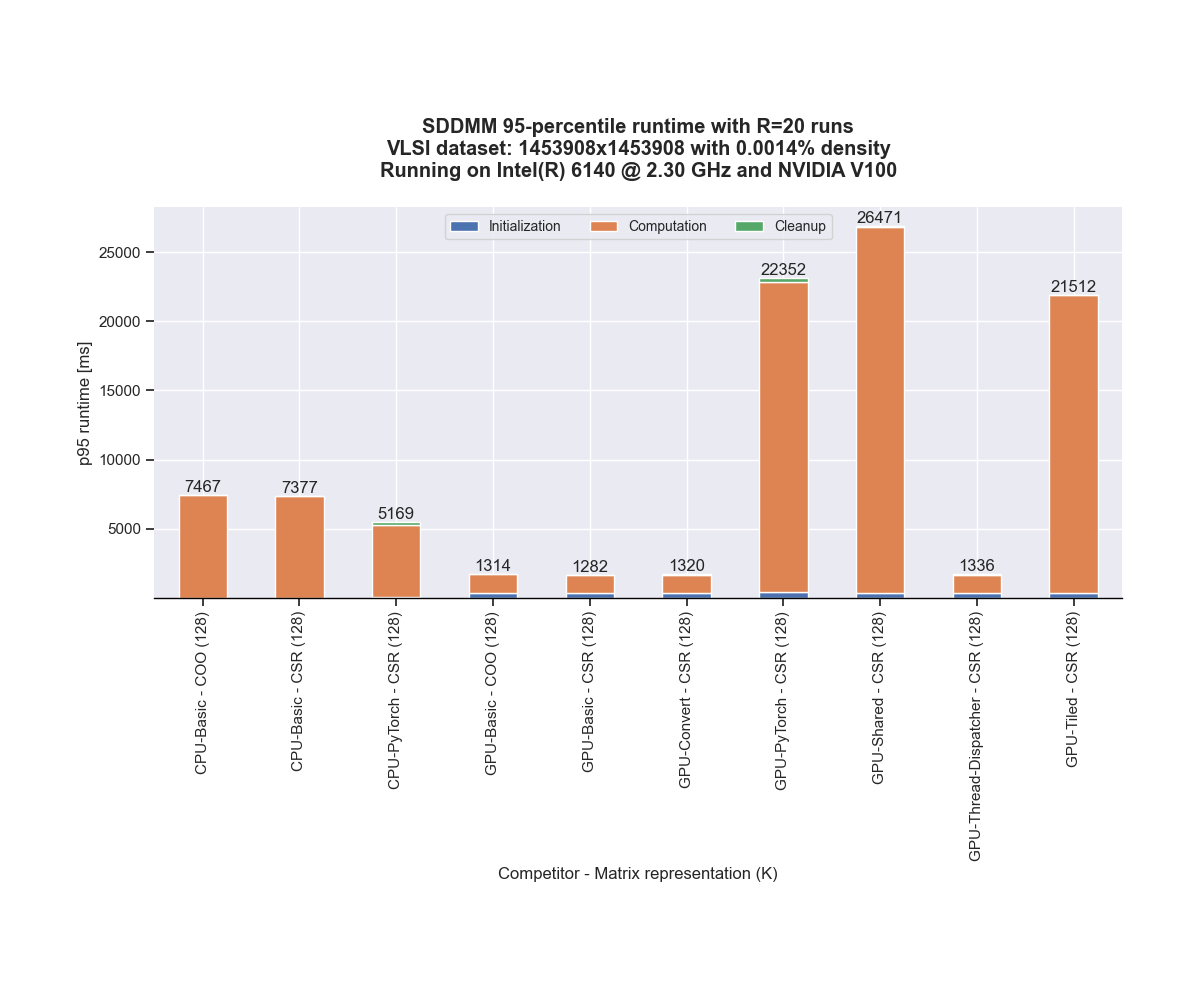 SDDMM 95-percentile runtime with R=20 runs
VLSI dataset: 1453908x1453908 with 0.0014% density
Running on Intel(R) 6140 @ 2.30 GHz and NVIDIA V100
Initialization
Computation
Cleanup
p95 runtime [ms]
25000
20000
15000
10000
5000
7467
7377
5169
1314
1282
1320
22352
26471
1336
21512
CPU-Basic - COO (128)
CPU-Basic - CSR (128)
CPU-PyTorch - CSR (128)
GPU-Basic - COO (128)
GPU-Basic - CSR (128)
GPU-Convert - CSR (128)
GPU-PyTorch - CSR (128)
GPU-Shared - CSR (128)
GPU-Thread-Dispatcher - CSR (128)
GPU-Tiled - CSR (128)
Competitor - Matrix representation (K)